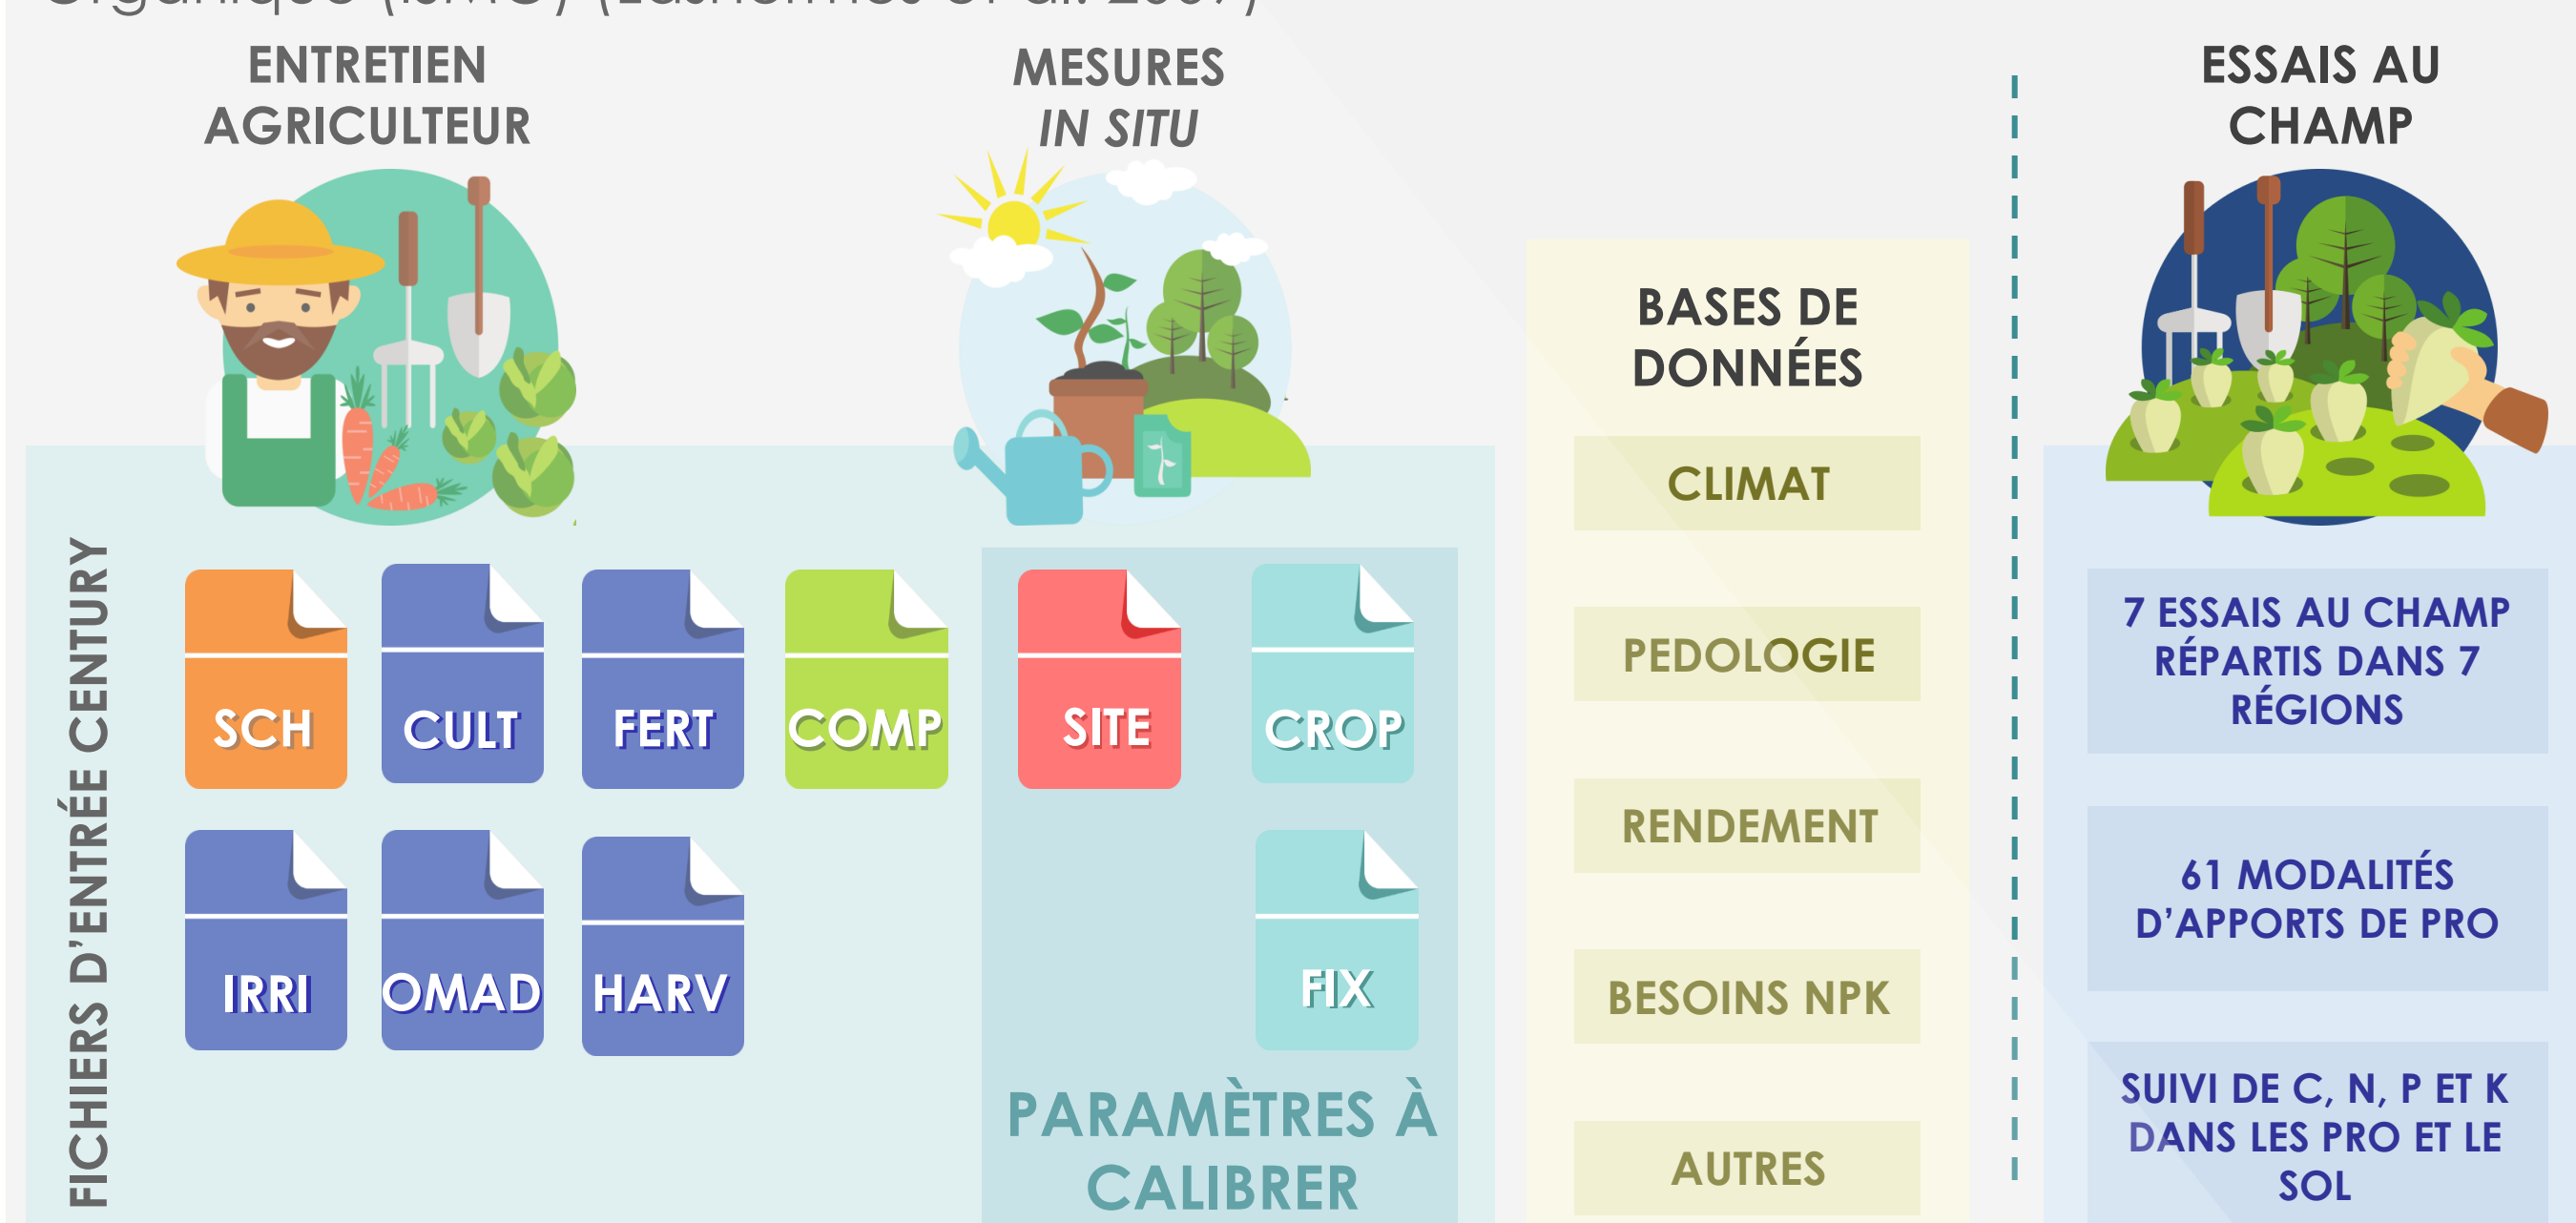 ENTRETIEN
AGRICULTEUR
MESURES
IN SITU
FICHIERS D'ENTRÉE CENTURY
SCH
CULT
FERT
COMP
SITE
CROP
IRRI
OMAD
HARV
FIX
PARAMÈTRES À
CALIBRER
BASES DE
DONNÉES
CLIMAT
PEDOLOGIE
RENDEMENT
BESOINS NPK
AUTRES
ESSAIS AU
CHAMP
7 ESSAIS AU CHAMP
RÉPARTIS DANS 7
RÉGIONS
61 MODALITÉS
D'APPORTS DE PRO
SUIVI DE C, N, P ET K
DANS LES PRO ET LE
SOL